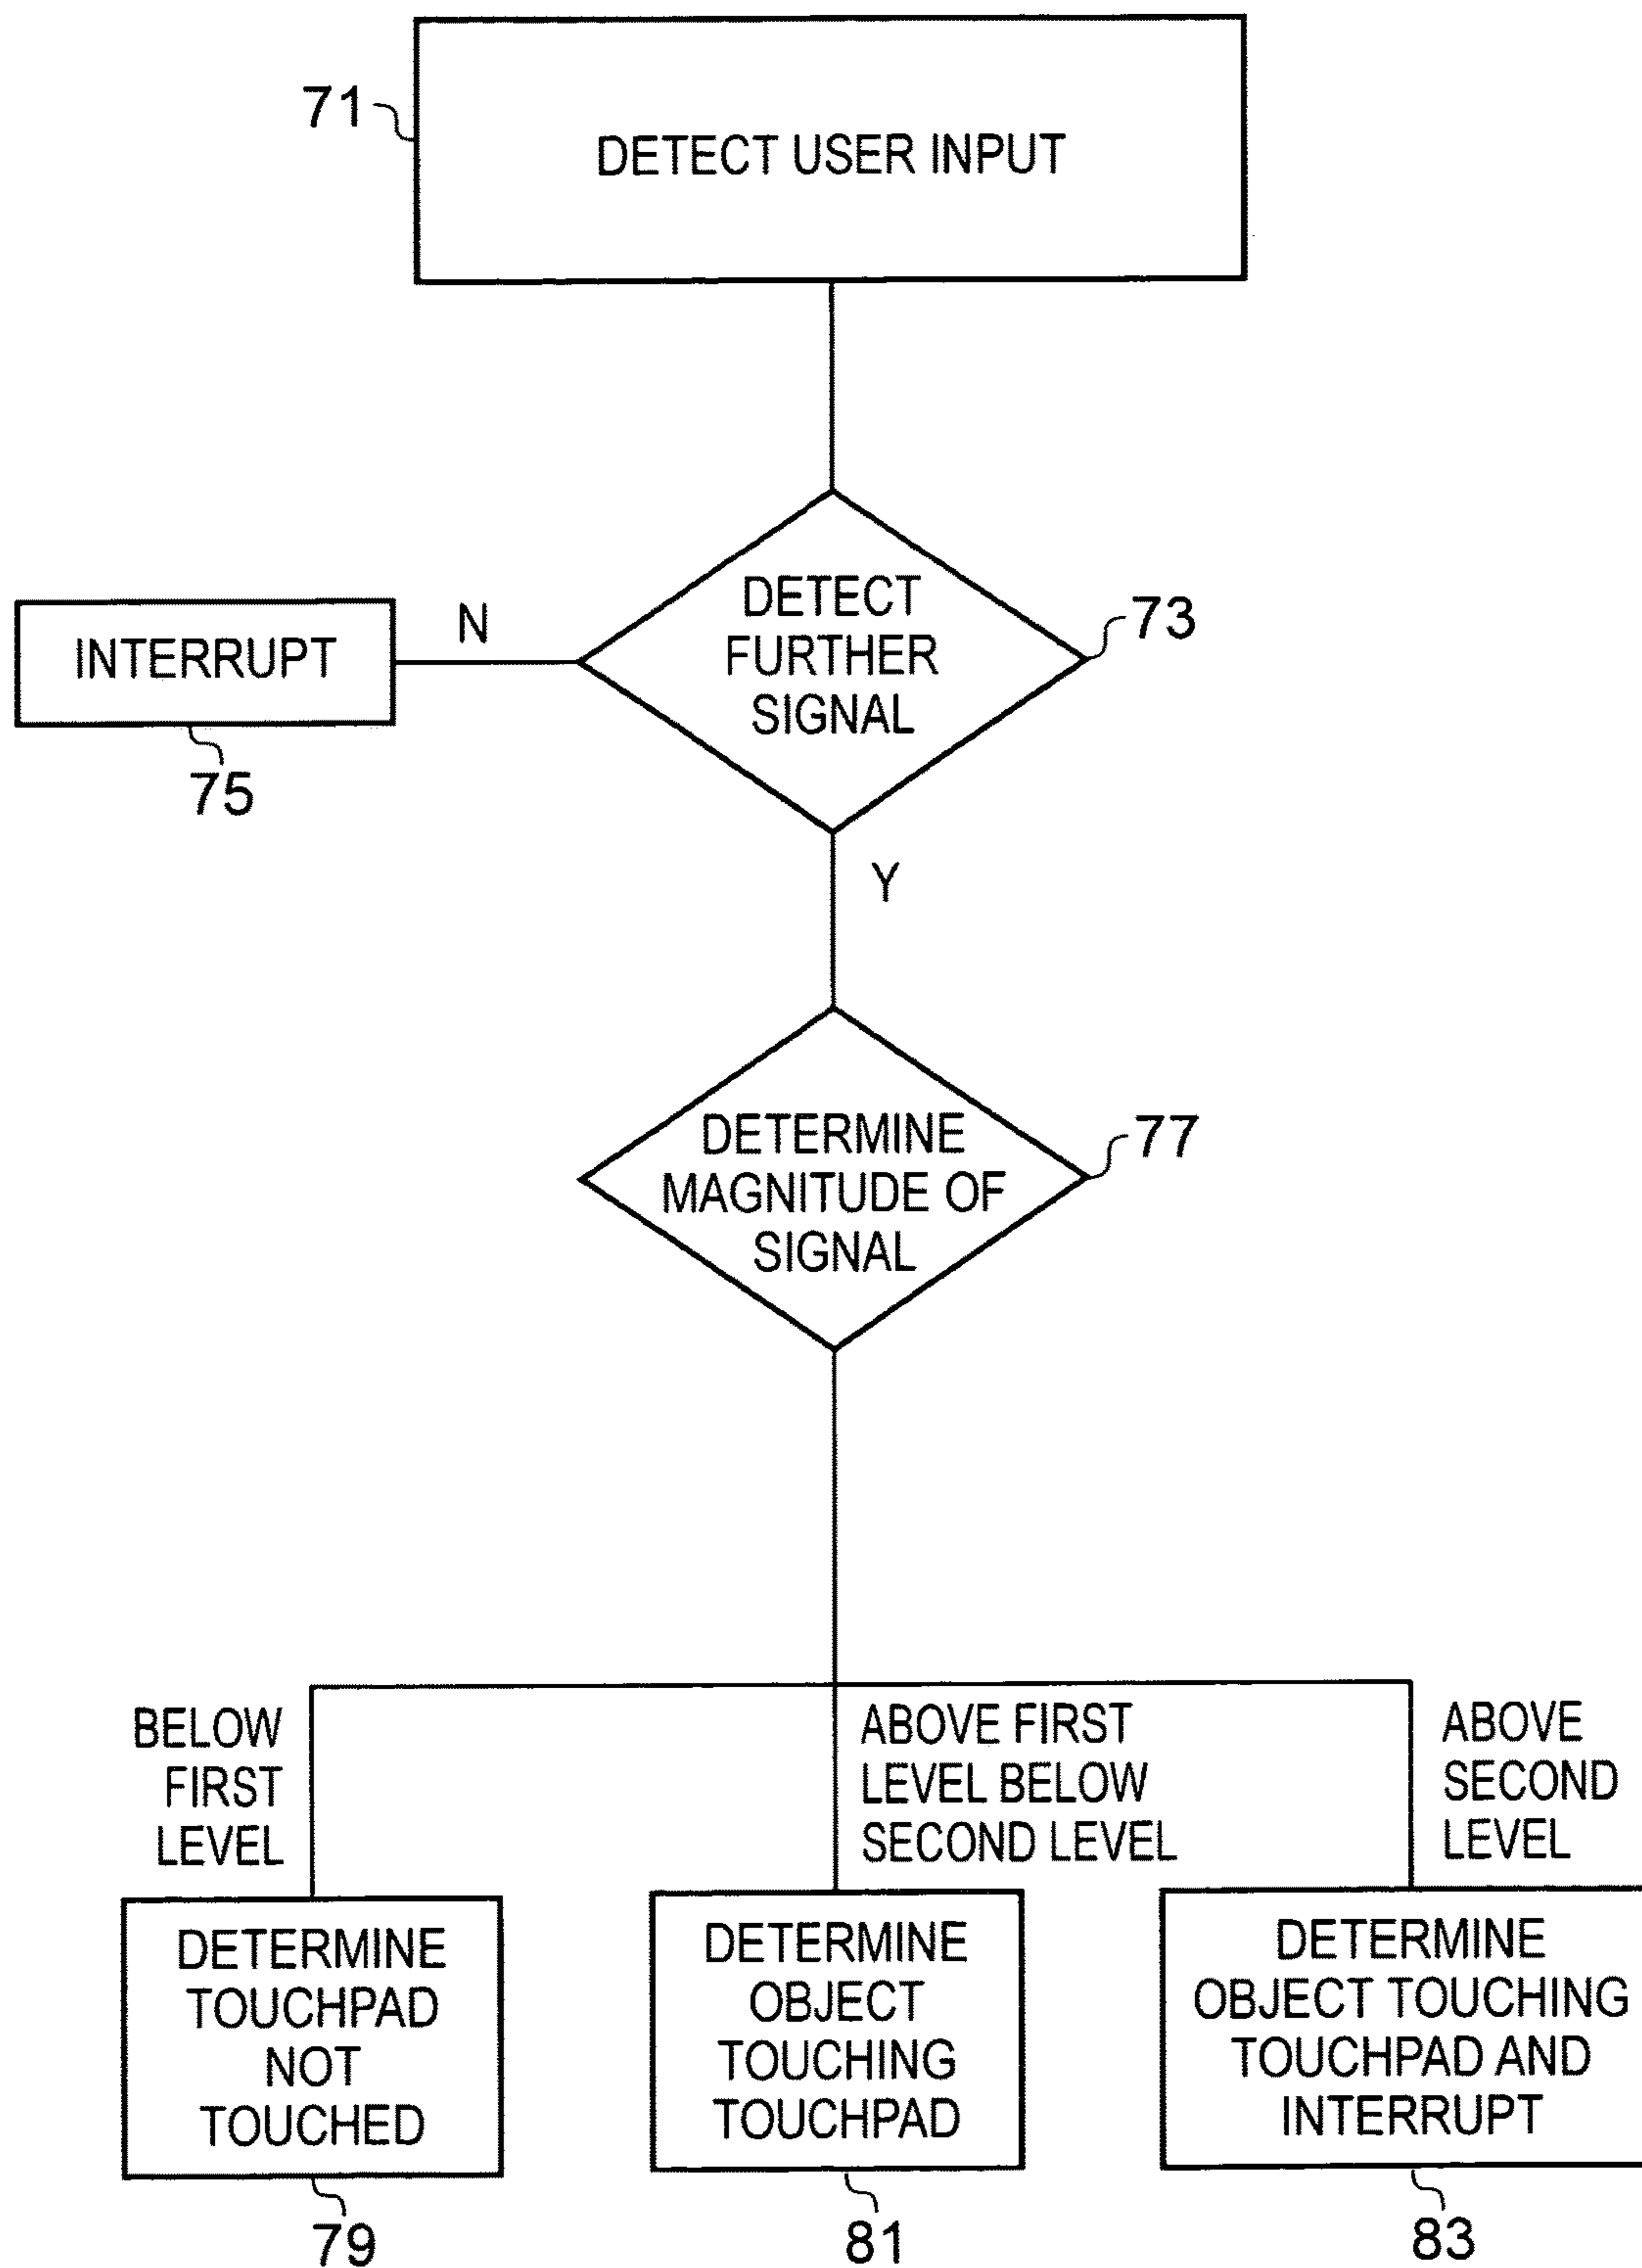 71
DETECT USER INPUT
DETECT
FURTHER
SIGNAL
73
N
INTERRUPT
75
Y
DETERMINE
MAGNITUDE OF
SIGNAL
77
BELOW
FIRST
LEVEL
ABOVE FIRST
LEVEL BELOW
SECOND LEVEL
ABOVE
SECOND
LEVEL
DETERMINE
TOUCHPAD
NOT
TOUCHED
79
DETERMINE
OBJECT
TOUCHING
TOUCHPAD
81
DETERMINE
OBJECT TOUCHING
TOUCHPAD AND
INTERRUPT
83